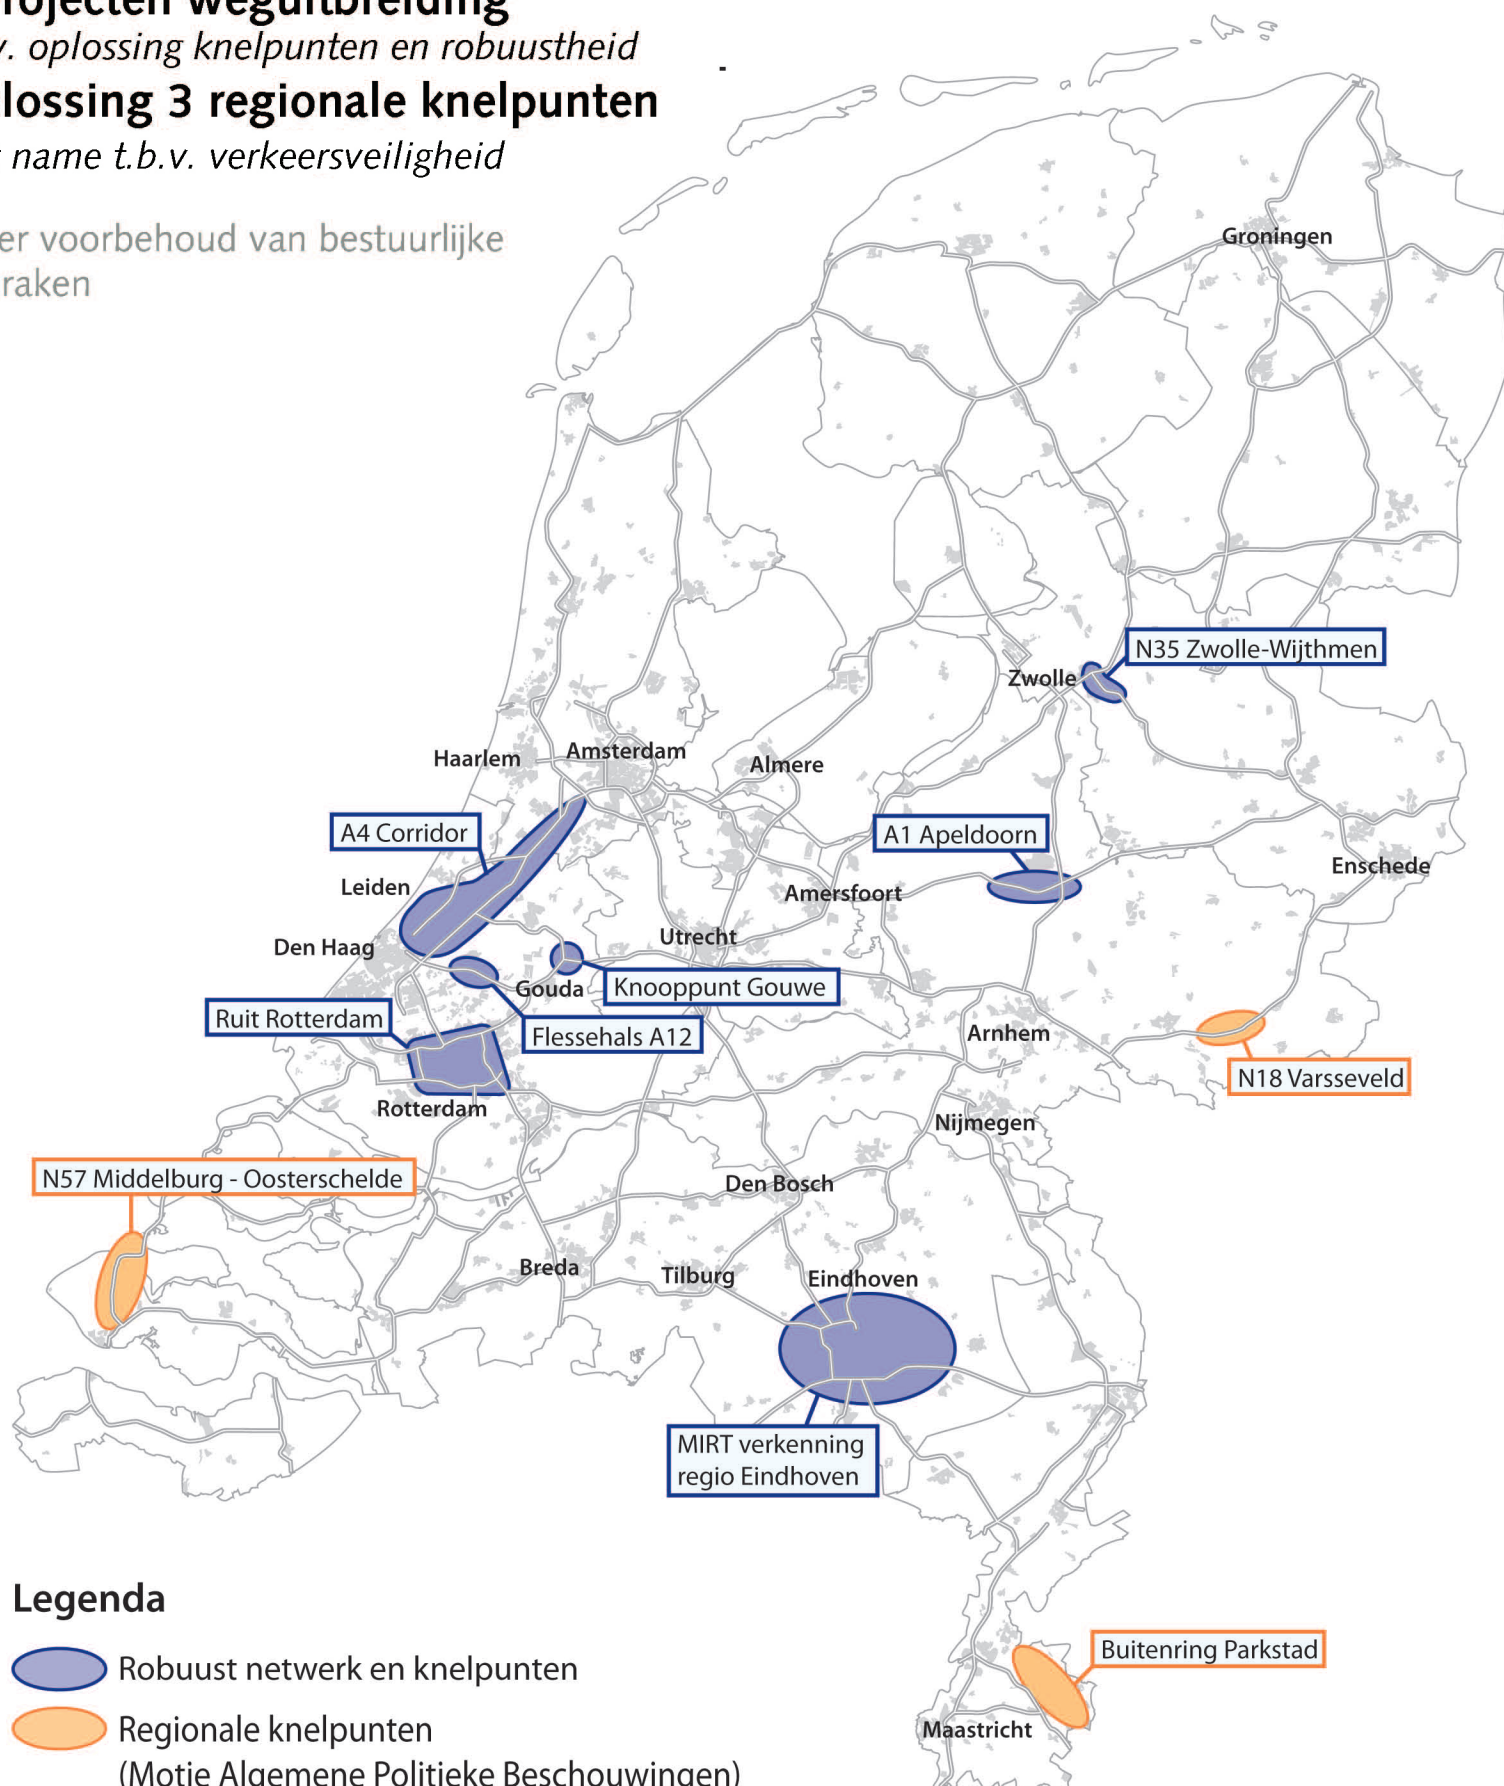 rojecten weguitbreiding
v. oplossing knelpunten en robuustheid
lossing 3 regionale knelpunten
name t.b.v. verkeersveiligheid
er voorbehoud van bestuurlijke
raken
Groningen
N35 Zwolle-Wijthmen
Zwolle
Haarlem
Amsterdam
Almere
A4 Corridor
A1 Apeldoorn
Enschede
Leiden
Amersfoort
Den Haag
Utrecht
Gouda
Knooppunt Gouwe
Ruit Rotterdam
Flessehals A12
Arnhem
N18 Varsseveld
Rotterdam
Nijmegen
N57 Middelburg - Oosterschelde
Den Bosch
Breda
Tilburg
Eindhoven
MIRT verkenning
regio Eindhoven
Legenda
Robuust netwerk en knelpunten
Regionale knelpunten
(Motie Algemene Politieke Beschouwingen)
Buitenring Parkstad
Maastricht